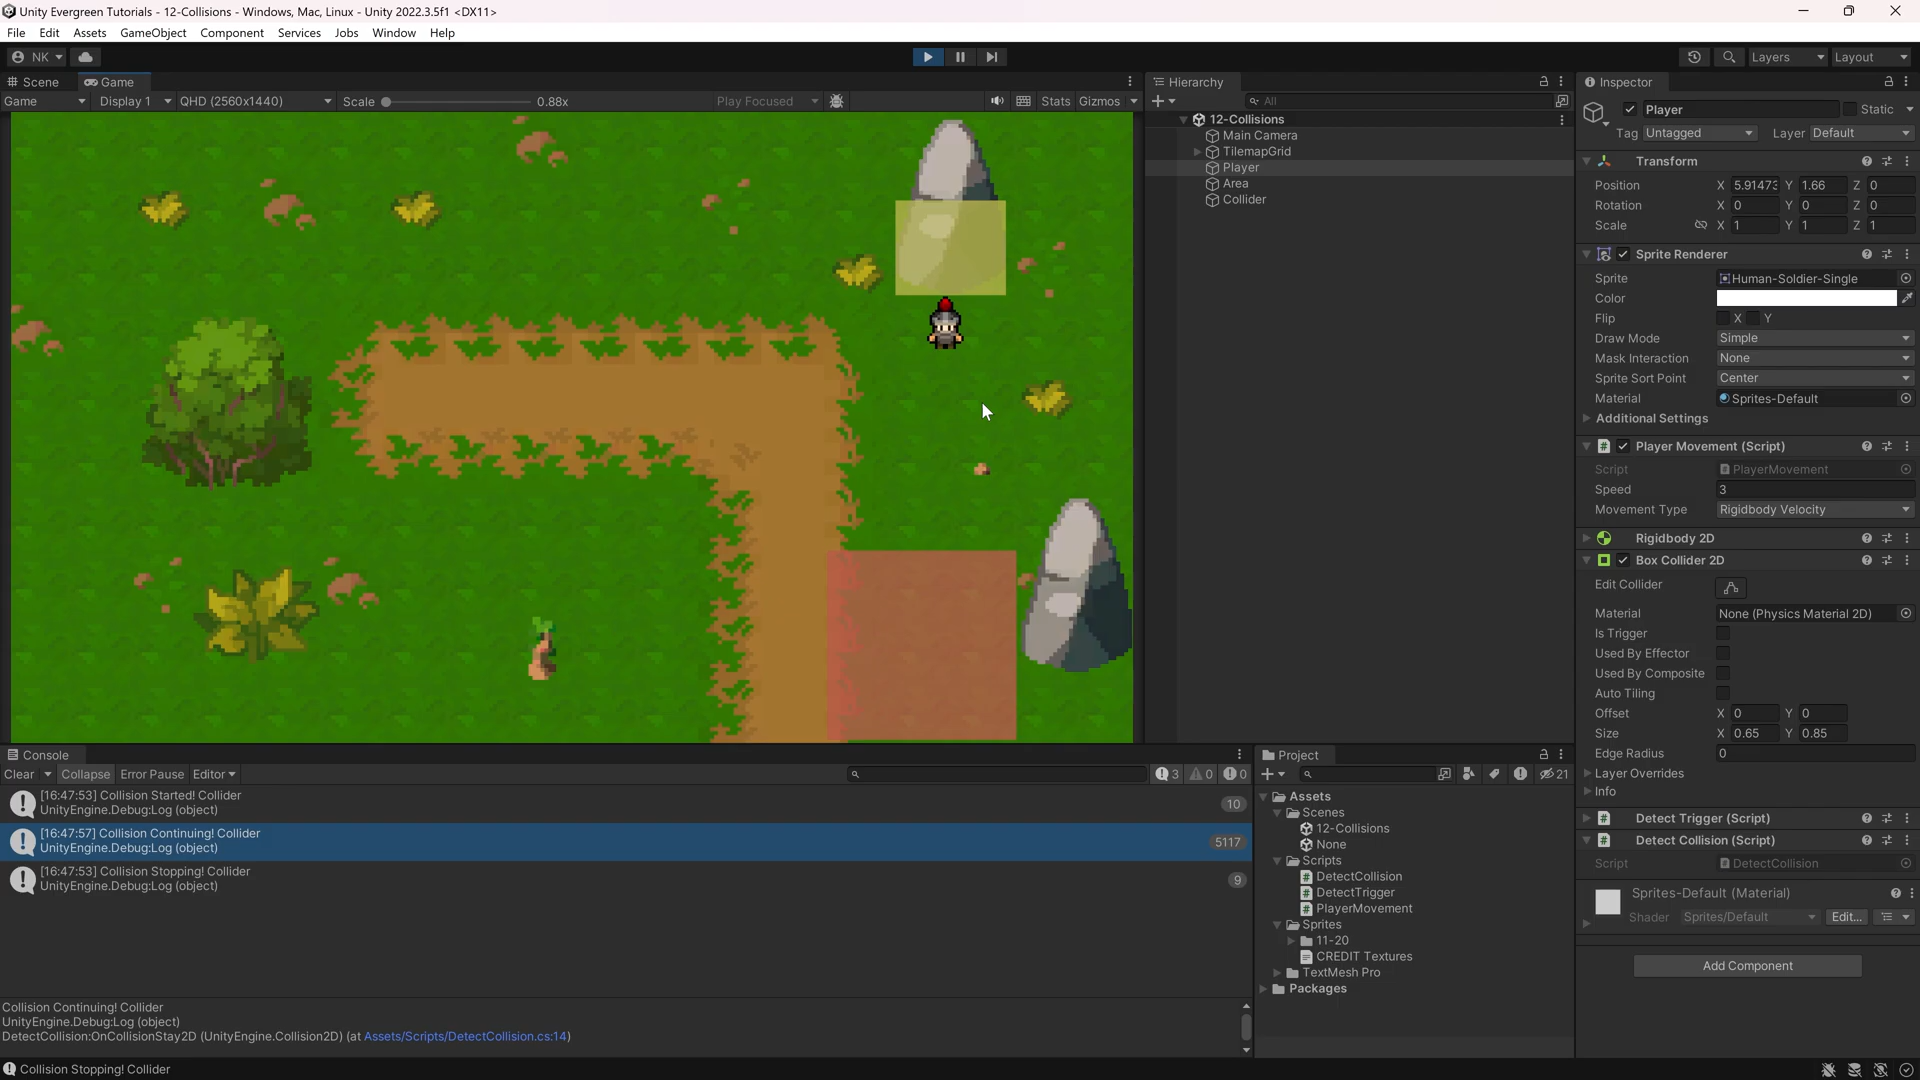 Unity Evergreen Tutorials - 12-Collisions - Windows, Mac, Linux - Unity 2022.3.5f1 <DX11>
File Edit Assets GameObject Component Services Jobs Window Help
NK Layers Layout
Scene Game
Game Display 1 QHD (2560x1440) Scale 0.88x Play Focused Stats Gizmos
Hierarchy
All
12-Collisions
Main Camera
TilemapGrid
Player
Area
Collider
Inspector
Player Static
Tag Untagged Layer Default
Transform
Position X 5.91473 Y 1.66 Z 0
Rotation X 0 Y 0 Z 0
Scale X 1 Y 1 Z 1
Sprite Renderer
Sprite Human-Soldier-Single
Color
Flip X Y
Draw Mode Simple
Mask Interaction None
Sprite Sort Point Center
Material Sprites-Default
Additional Settings
Player Movement (Script)
Script PlayerMovement
Speed 3
Movement Type Rigidbody Velocity
Rigidbody 2D
Box Collider 2D
Edit Collider
Material None (Physics Material 2D)
Is Trigger
Used By Effector
Used By Composite
Auto Tiling
Offset X 0 Y 0
Size X 0.65 Y 0.85
Edge Radius 0
Layer Overrides
Info
Detect Trigger (Script)
Detect Collision (Script)
Script DetectCollision
Sprites-Default (Material)
Shader Sprites/Default Edit...
Add Component
Console
Clear Collapse Error Pause Editor 3 0 0
[16:47:53] Collision Started! Collider
UnityEngine.Debug:Log (object)
10
[16:47:57] Collision Continuing! Collider
UnityEngine.Debug:Log (object)
5117
[16:47:53] Collision Stopping! Collider
UnityEngine.Debug:Log (object)
9
Collision Continuing! Collider
UnityEngine.Debug:Log (object)
DetectCollision:OnCollisionStay2D (UnityEngine.Collision2D) (at Assets/Scripts/DetectCollision.cs:14)
Project
21
Assets
Scenes
12-Collisions
None
Scripts
DetectCollision
DetectTrigger
PlayerMovement
Sprites
11-20
CREDIT Textures
TextMesh Pro
Packages
Collision Stopping! Collider